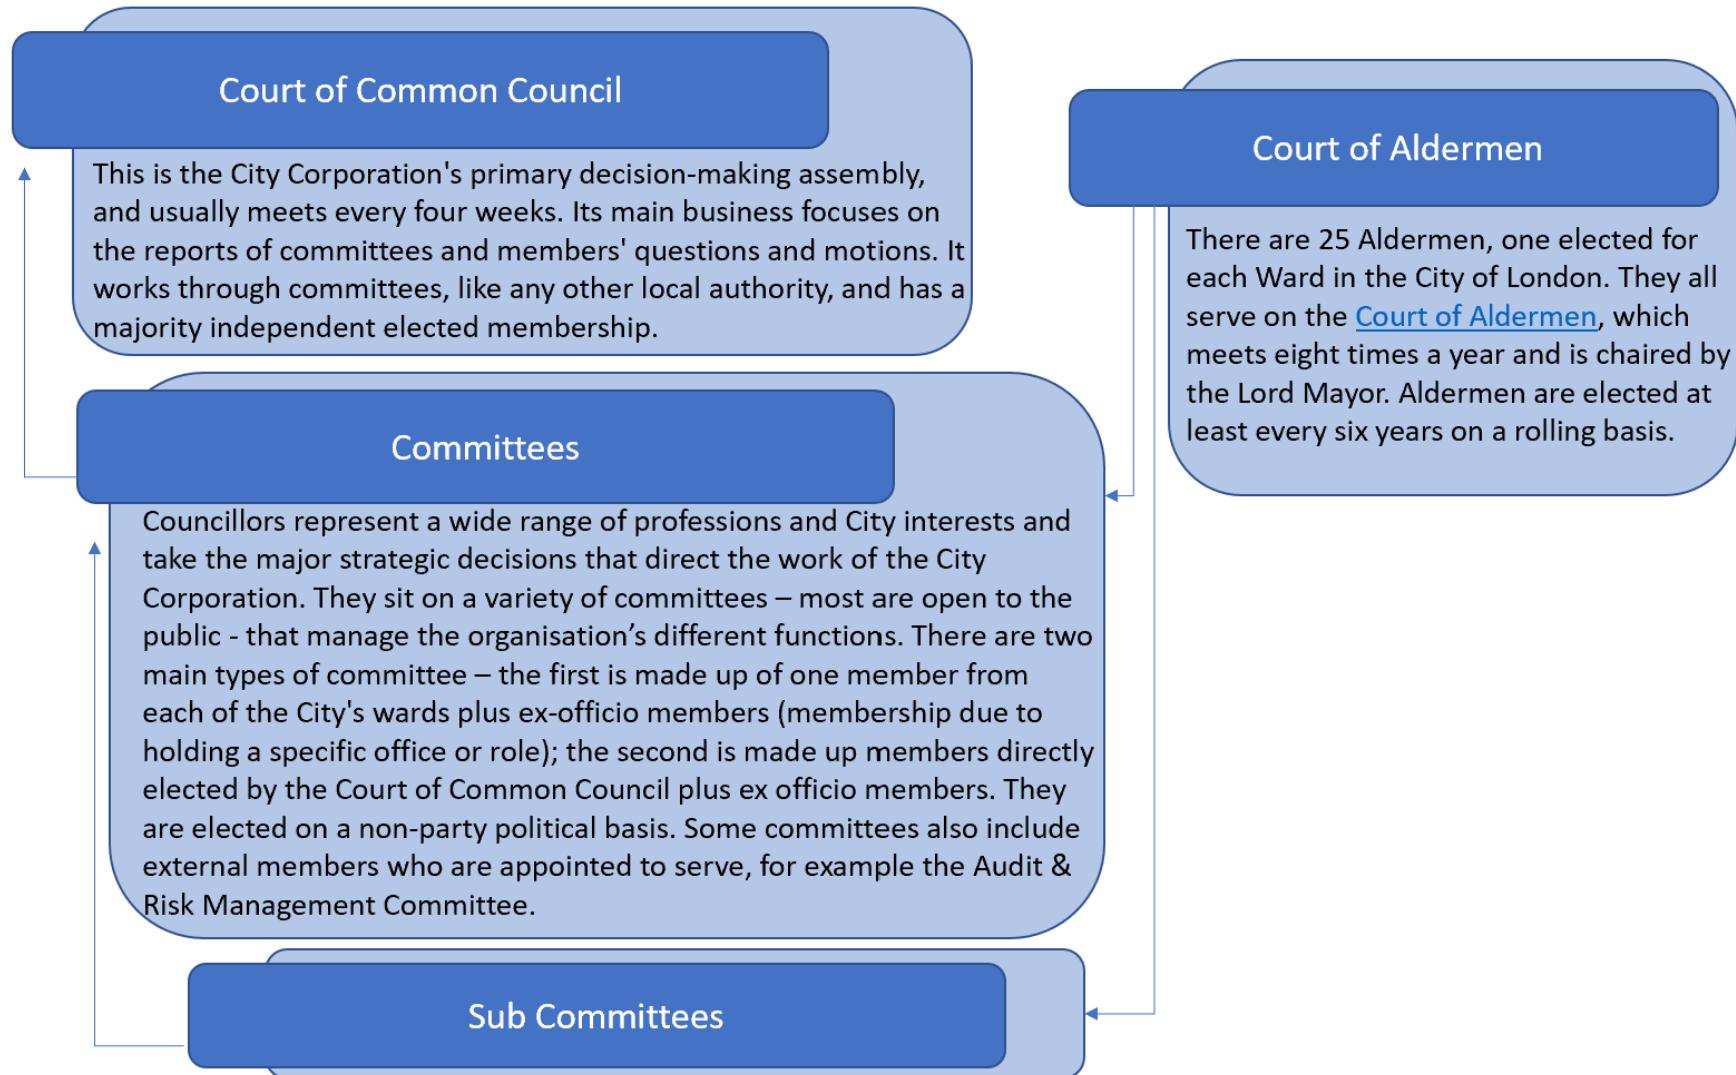 Court of Common Council
This is the City Corporation's primary decision-making assembly,
and usually meets every four weeks. Its main business focuses on
the reports of committees and members' questions and motions. It
works through committees, like any other local authority, and has a
majority independent elected membership.
Court of Aldermen
There are 25 Aldermen, one elected for
each Ward in the City of London. They all
serve on the Court of Aldermen, which
meets eight times a year and is chaired by
the Lord Mayor. Aldermen are elected at
least every six years on a rolling basis.
Committees
Councillors represent a wide range of professions and City interests and
take the major strategic decisions that direct the work of the City
Corporation. They sit on a variety of committees – most are open to the
public - that manage the organisation’s different functions. There are two
main types of committee – the first is made up of one member from
each of the City's wards plus ex-officio members (membership due to
holding a specific office or role); the second is made up members directly
elected by the Court of Common Council plus ex officio members. They
are elected on a non-party political basis. Some committees also include
external members who are appointed to serve, for example the Audit &
Risk Management Committee.
Sub Committees